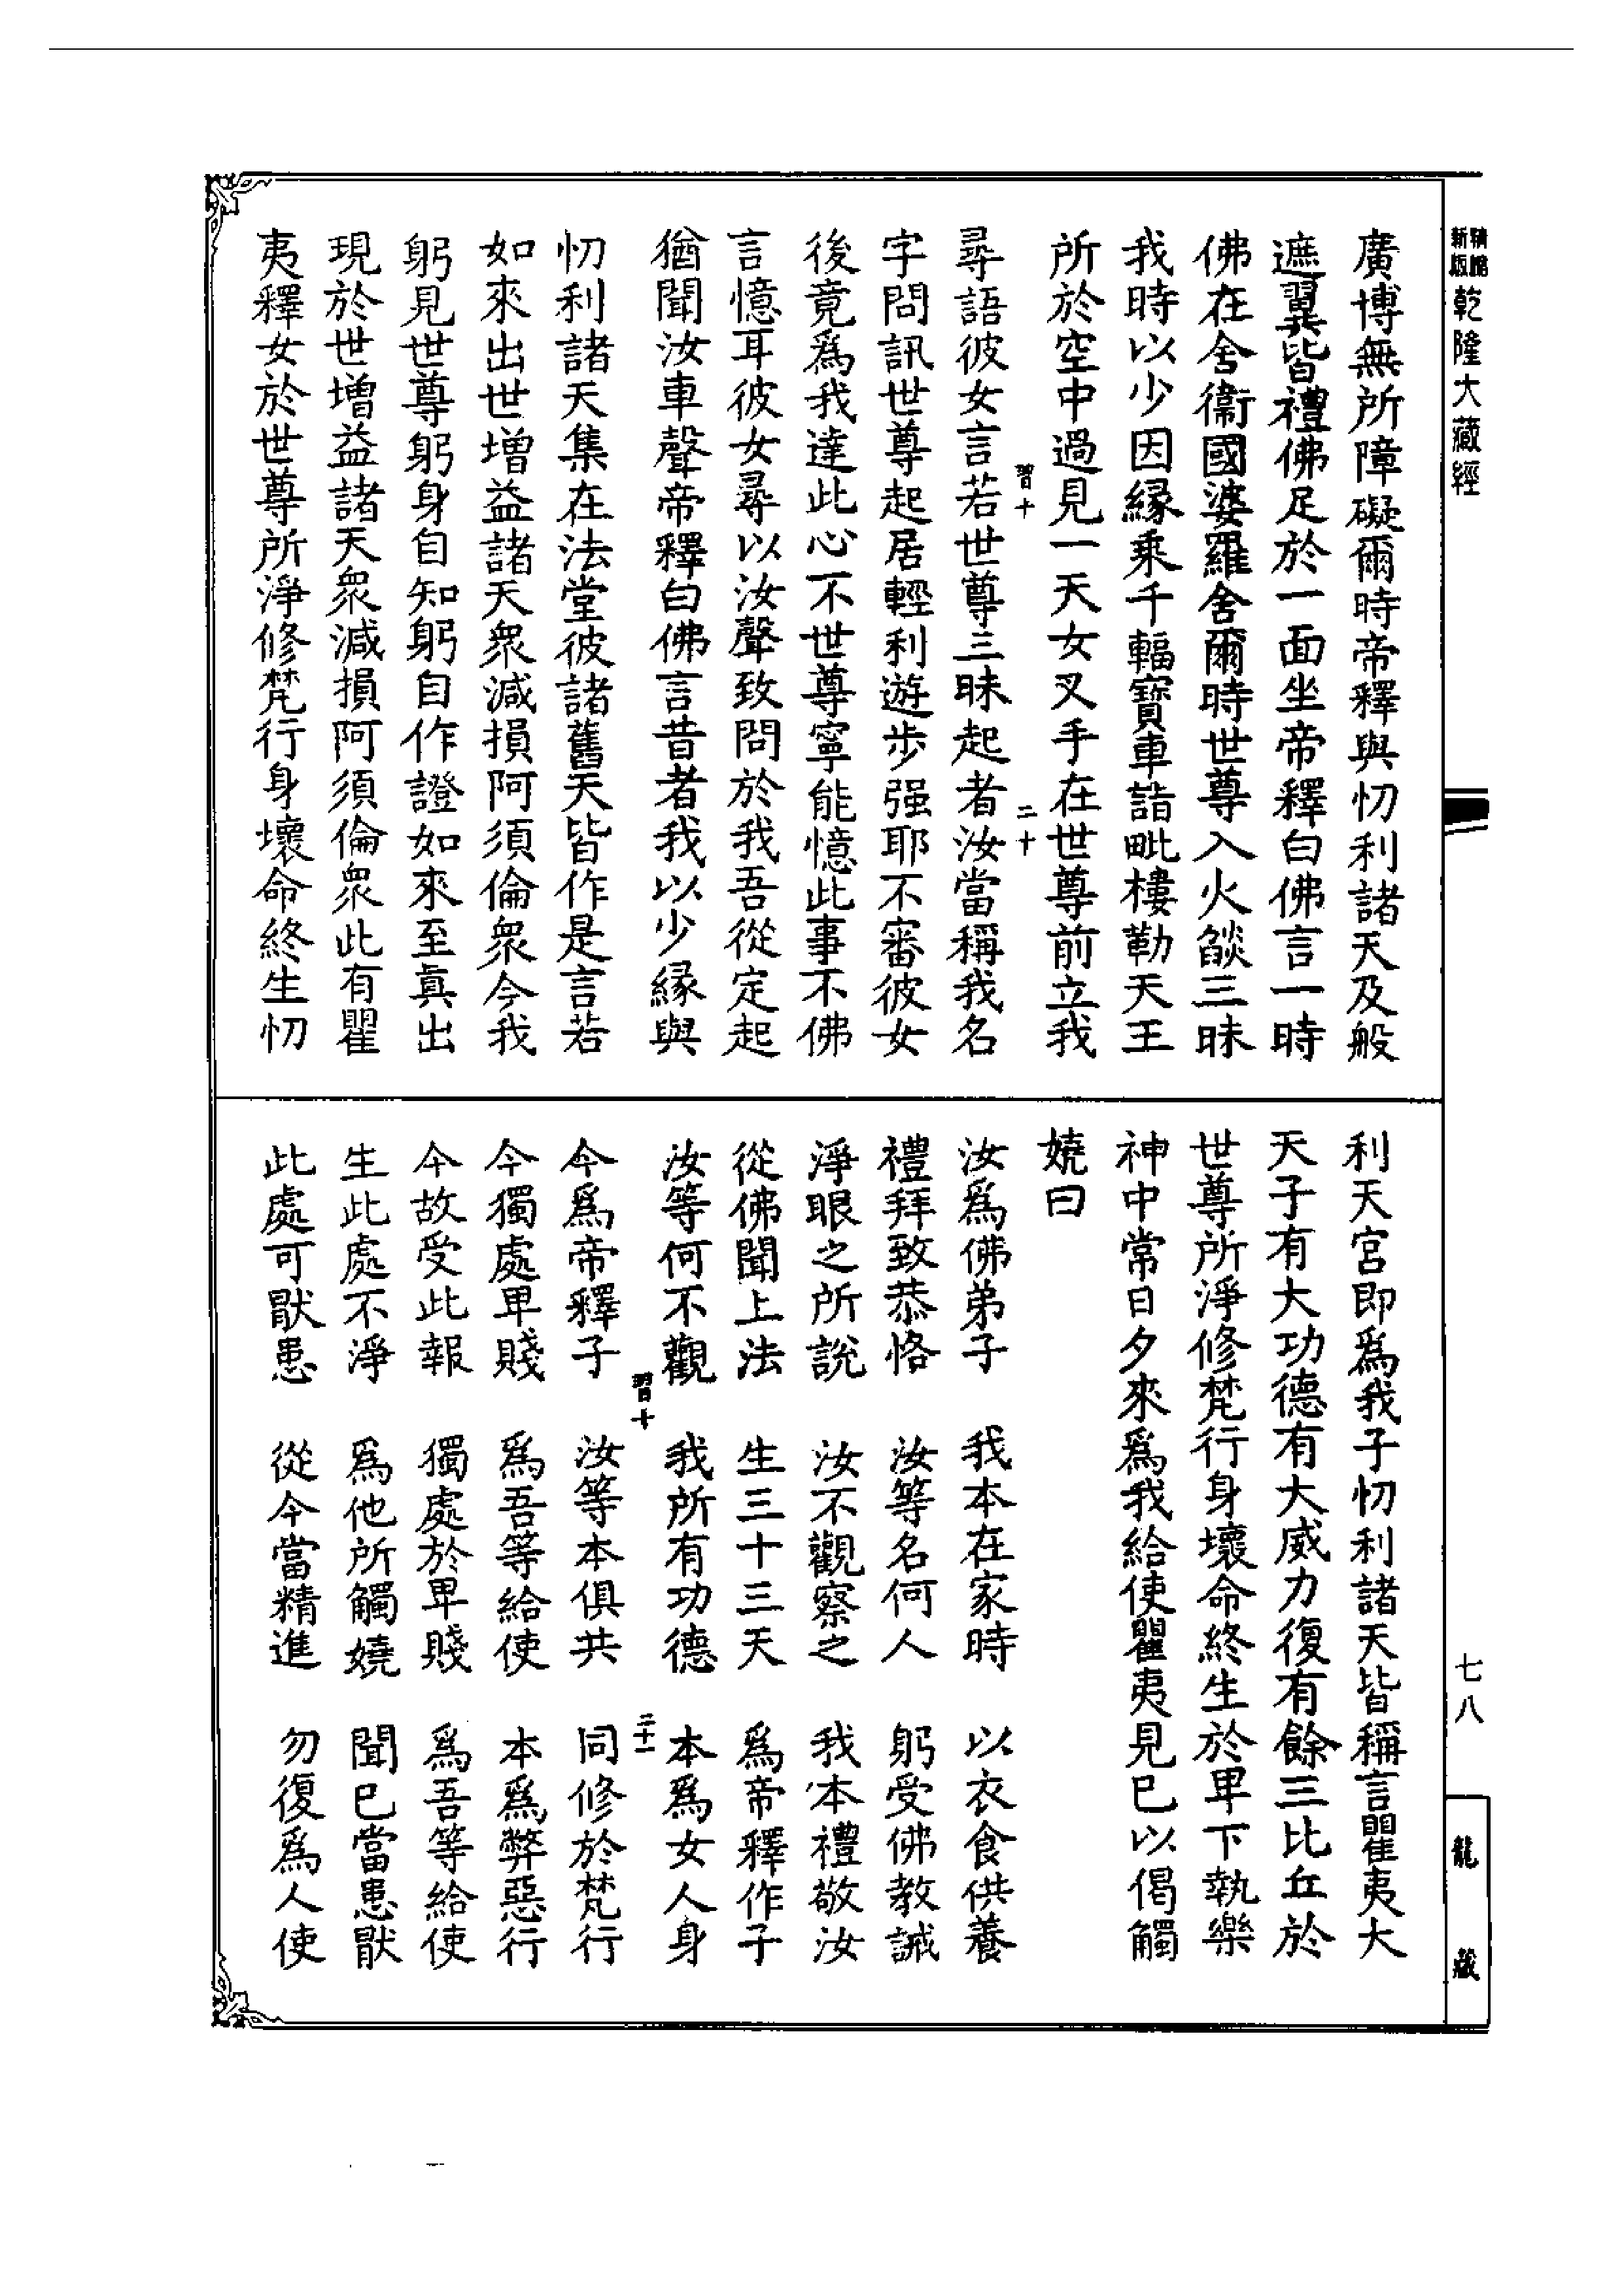 新版
精縮
乾隆大藏經
七八
龍藏
廣博無所障礙爾時帝釋與忉利諸天及般
遮翼皆禮佛足於一面坐帝釋白佛言一時
佛在舍衞國婆羅舍爾時世尊入火燄三昧
我時以少因緣乘千輻寶車詣毗樓勒天王
所於空中過見一天女叉手在世尊前立我
習十
二十
尋語彼女言若世尊三昧起者汝當稱我名
字問訊世尊起居輕利遊步强耶不審彼女
後竟爲我達此心不世尊寧能憶此事不佛
言憶耳彼女尋以汝聲致問於我吾從定起
猶聞汝車聲帝釋白佛言昔者我以少緣與
忉利諸天集在法堂彼諸舊天皆作是言若
如來出世增益諸天衆減損阿須倫衆今我
躬見世尊躬身自知躬自作證如來至眞出
現於世增益諸天衆減損阿須倫衆此有瞿
夷釋女於世尊所淨修梵行身壞命終生忉
利天宮即爲我子忉利諸天皆稱言瞿夷大
天子有大功德有大威力復有餘三比丘於
世尊所淨修梵行身壞命終生於卑下執樂
神中常日夕來爲我給使瞿夷見巳以偈觸
嬈曰
汝爲佛弟子　我本在家時　以衣食供養
禮拜致恭恪　汝等名何人　躬受佛教誡
淨眼之所說　汝不觀察之　我本禮敬汝
從佛聞上法　生三十三天　爲帝釋作子
汝等何不觀　我所有功德　本爲女人身
習十
二十一
今爲帝釋子　汝等本俱共　同修於梵行
今獨處卑賤　爲吾等給使　本爲弊惡行
今故受此報　獨處於卑賤　爲吾等給使
生此處不淨　爲他所觸嬈　聞巳當患猒
此處可猒患　從今當精進　勿復爲人使